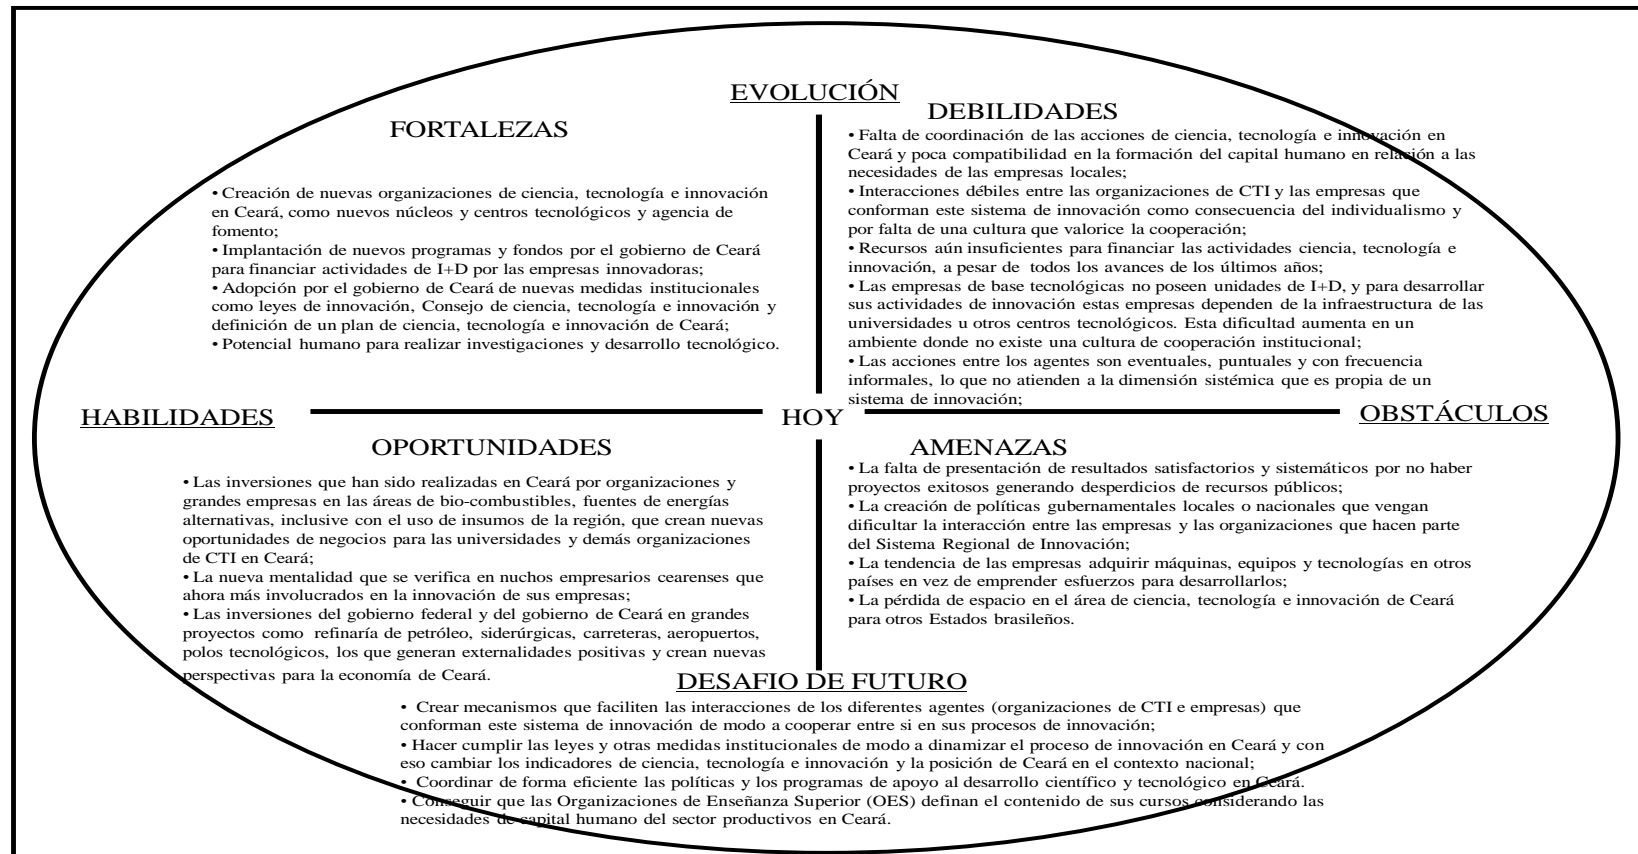 EVOLUCIÓN
FORTALEZAS
• Creación de nuevas organizaciones de ciencia, tecnología e innovación
en Ceará, como nuevos núcleos y centros tecnológicos y agencia de
fomento;
• Implantación de nuevos programas y fondos por el gobierno de Ceará
para financiar actividades de I+D por las empresas innovadoras;
• Adopción por el gobierno de Ceará de nuevas medidas institucionales
como leyes de innovación, Consejo de ciencia, tecnología e innovación y
definición de un plan de ciencia, tecnología e innovación de Ceará;
• Potencial humano para realizar investigaciones y desarrollo tecnológico.
DEBILIDADES
• Falta de coordinación de las acciones de ciencia, tecnología e innovación en
Ceará y poca compatibilidad en la formación del capital humano en relación a las
necesidades de las empresas locales;
• Interacciones débiles entre las organizaciones de CTI y las empresas que
conforman este sistema de innovación como consecuencia del individualismo y
por falta de una cultura que valorice la cooperación;
• Recursos aún insuficientes para financiar las actividades ciencia, tecnología e
innovación, a pesar de todos los avances de los últimos años;
• Las empresas de base tecnológicas no poseen unidades de I+D, y para desarrollar
sus actividades de innovación estas empresas dependen de la infraestructura de las
universidades u otros centros tecnológicos. Esta dificultad aumenta en un
ambiente donde no existe una cultura de cooperación institucional;
• Las acciones entre los agentes son eventuales, puntuales y con frecuencia
informales, lo que no atienden a la dimensión sistémica que es propia de un
sistema de innovación;
HABILIDADES
HOY
OBSTÁCULOS
OPORTUNIDADES
• Las inversiones que han sido realizadas en Ceará por organizaciones y
grandes empresas en las áreas de bio-combustibles, fuentes de energías
alternativas, inclusive con el uso de insumos de la región, que crean nuevas
oportunidades de negocios para las universidades y demás organizaciones
de CTI en Ceará;
• La nueva mentalidad que se verifica en nuchos empresarios cearenses que
ahora más involucrados en la innovación de sus empresas;
• Las inversiones del gobierno federal y del gobierno de Ceará en grandes
proyectos como refinaría de petróleo, siderúrgicas, carreteras, aeropuertos,
polos tecnológicos, los que generan externalidades positivas y crean nuevas
perspectivas para la economía de Ceará.
AMENAZAS
• La falta de presentación de resultados satisfactorios y sistemáticos por no haber
proyectos exitosos generando desperdicios de recursos públicos;
• La creación de políticas gubernamentales locales o nacionales que vengan
dificultar la interacción entre las empresas y las organizaciones que hacen parte
del Sistema Regional de Innovación;
• La tendencia de las empresas adquirir máquinas, equipos y tecnologías en otros
países en vez de emprender esfuerzos para desarrollarlos;
• La pérdida de espacio en el área de ciencia, tecnología e innovación de Ceará
para otros Estados brasileños.
DESAFIO DE FUTURO
• Crear mecanismos que faciliten las interacciones de los diferentes agentes (organizaciones de CTI e empresas) que
conforman este sistema de innovación de modo a cooperar entre si en sus procesos de innovación;
• Hacer cumplir las leyes y otras medidas institucionales de modo a dinamizar el proceso de innovación en Ceará y con
eso cambiar los indicadores de ciencia, tecnología e innovación y la posición de Ceará en el contexto nacional;
• Coordinar de forma eficiente las políticas y los programas de apoyo al desarrollo científico y tecnológico en Ceará.
• Conseguir que las Organizaciones de Enseñanza Superior (OES) definan el contenido de sus cursos considerando las
necesidades de capital humano del sector productivos en Ceará.